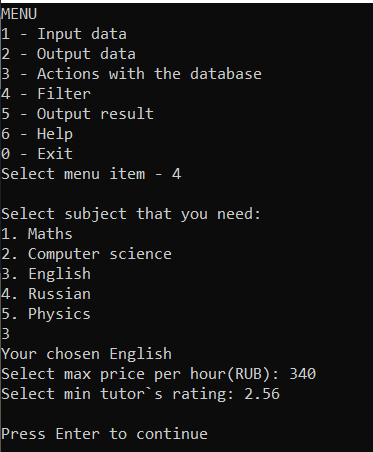 MENU
1 - Input data
2 - Output data
3 - Actions with the database
4 - Filter
5 - Output result
6 - Help
0 - Exit
Select menu item - 4
Select subject that you need:
1. Maths
2. Computer science
3. English
4. Russian
5. Physics
3
Your chosen English
Select max price per hour(RUB): 340
Select min tutor`s rating: 2.56
Press Enter to continue